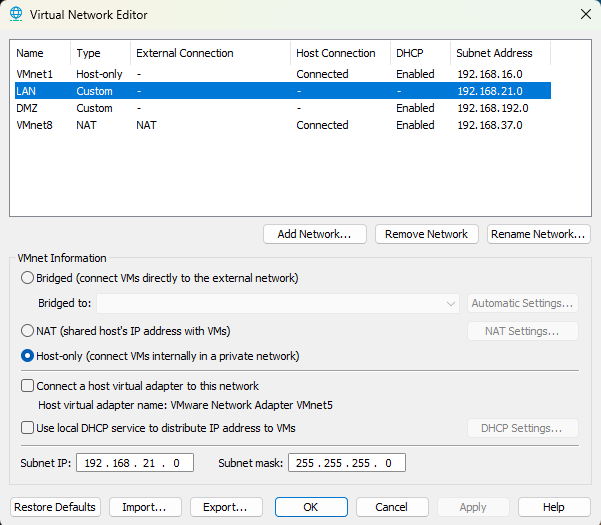 Virtual Network Editor
Name Type External Connection Host Connection DHCP Subnet Address
VMnet1 Host-only - Connected Enabled 192.168.16.0
LAN Custom - - - 192.168.21.0
DMZ Custom - - Enabled 192.168.192.0
VMnet8 NAT NAT Connected Enabled 192.168.37.0
Add Network... Remove Network Rename Network...
VMnet Information
Bridged (connect VMs directly to the external network)
Bridged to: Automatic Settings...
NAT (shared host's IP address with VMs) NAT Settings...
Host-only (connect VMs internally in a private network)
Connect a host virtual adapter to this network
Host virtual adapter name: VMware Network Adapter VMnet5
Use local DHCP service to distribute IP address to VMs DHCP Settings...
Subnet IP: 192 . 168 . 21 . 0 Subnet mask: 255 . 255 . 255 . 0
Restore Defaults Import... Export... OK Cancel Apply Help